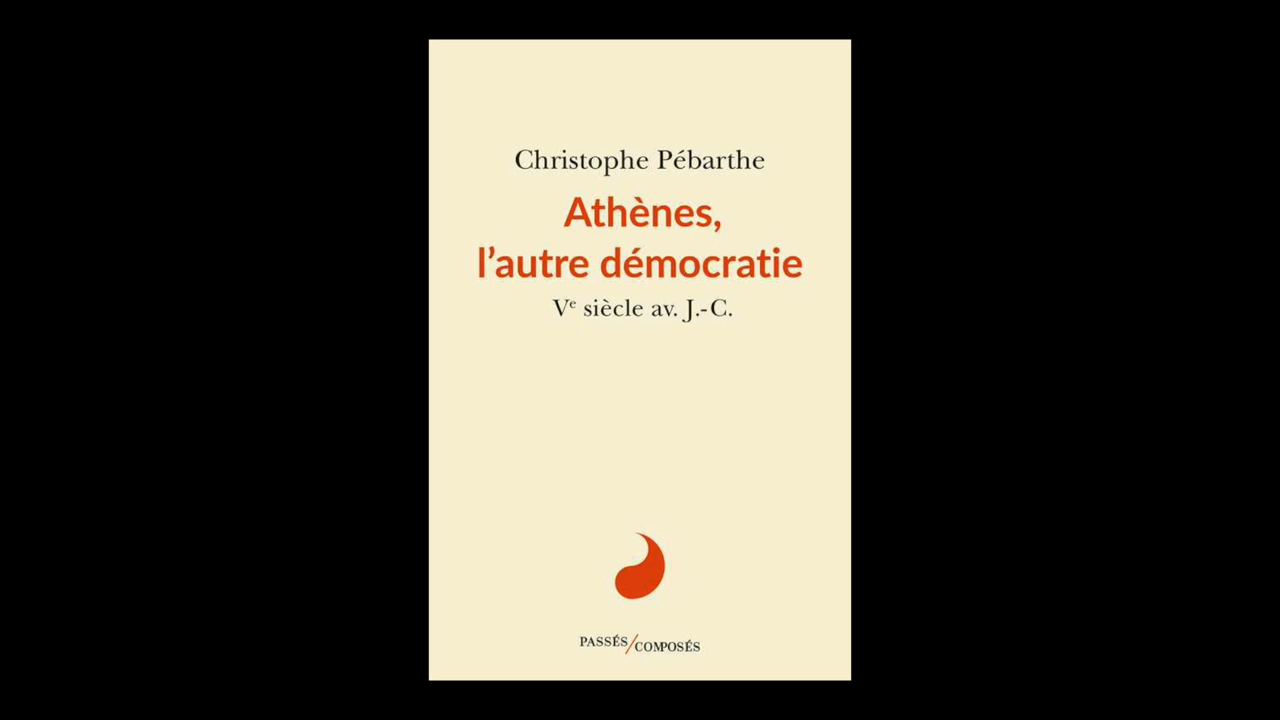 Christophe Pébarthe
Athènes,
l’autre démocratie
Vᵉ siècle av. J.-C.
PASSÉS/COMPOSÉS